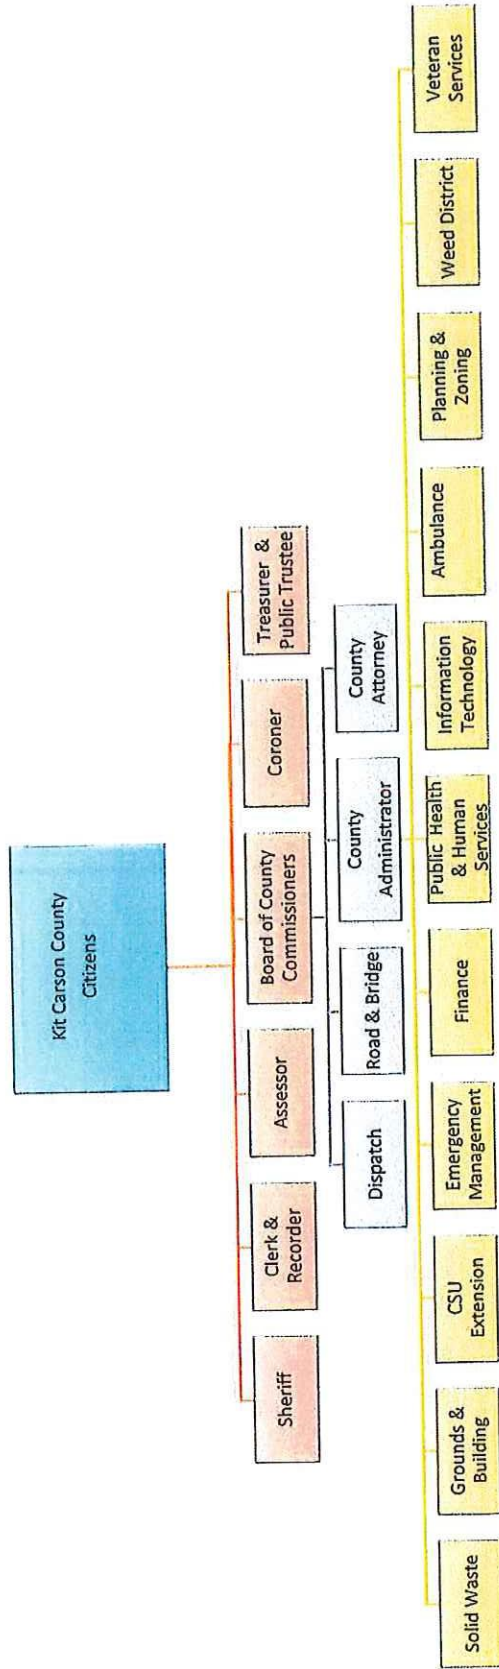 Kit Carson County
Citizens
Sheriff
Clerk &
Recorder
Assessor
Board of County
Commissioners
Coroner
Treasurer &
Public Trustee
Dispatch
Road & Bridge
County
Administrator
County
Attorney
Solid Waste
Grounds &
Building
CSU
Extension
Emergency
Management
Finance
Public Health
& Human
Services
Information
Technology
Ambulance
Planning &
Zoning
Weed District
Veteran
Services